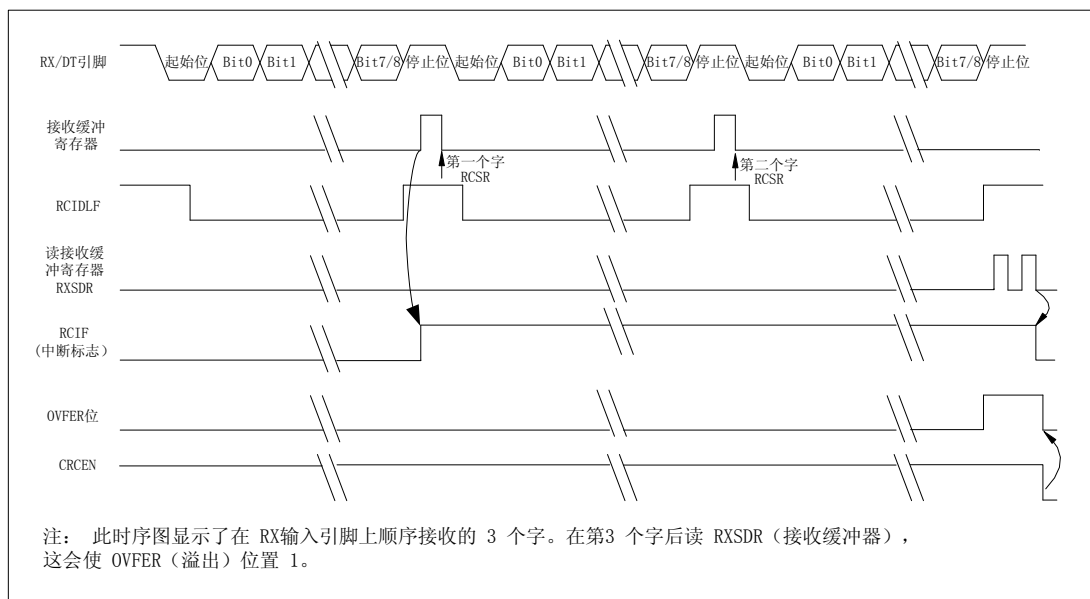 RX/DT引脚 起始位 Bit0 Bit1 Bit7/8 停止位 起始位 Bit0 Bit1 Bit7/8 停止位 起始位 Bit0 Bit1 Bit7/8 停止位
接收缓冲
寄存器
第一个字
RCSR
第二个字
RCSR
RCIDLF
读接收缓
冲寄存器
RXSDR
RCIF
(中断标志)
OVFER位
CRCEN
注: 此时序图显示了在 RX输入引脚上顺序接收的 3 个字。在第3 个字后读 RXSDR（接收缓冲器）,
这会使 OVFER（溢出）位置 1。